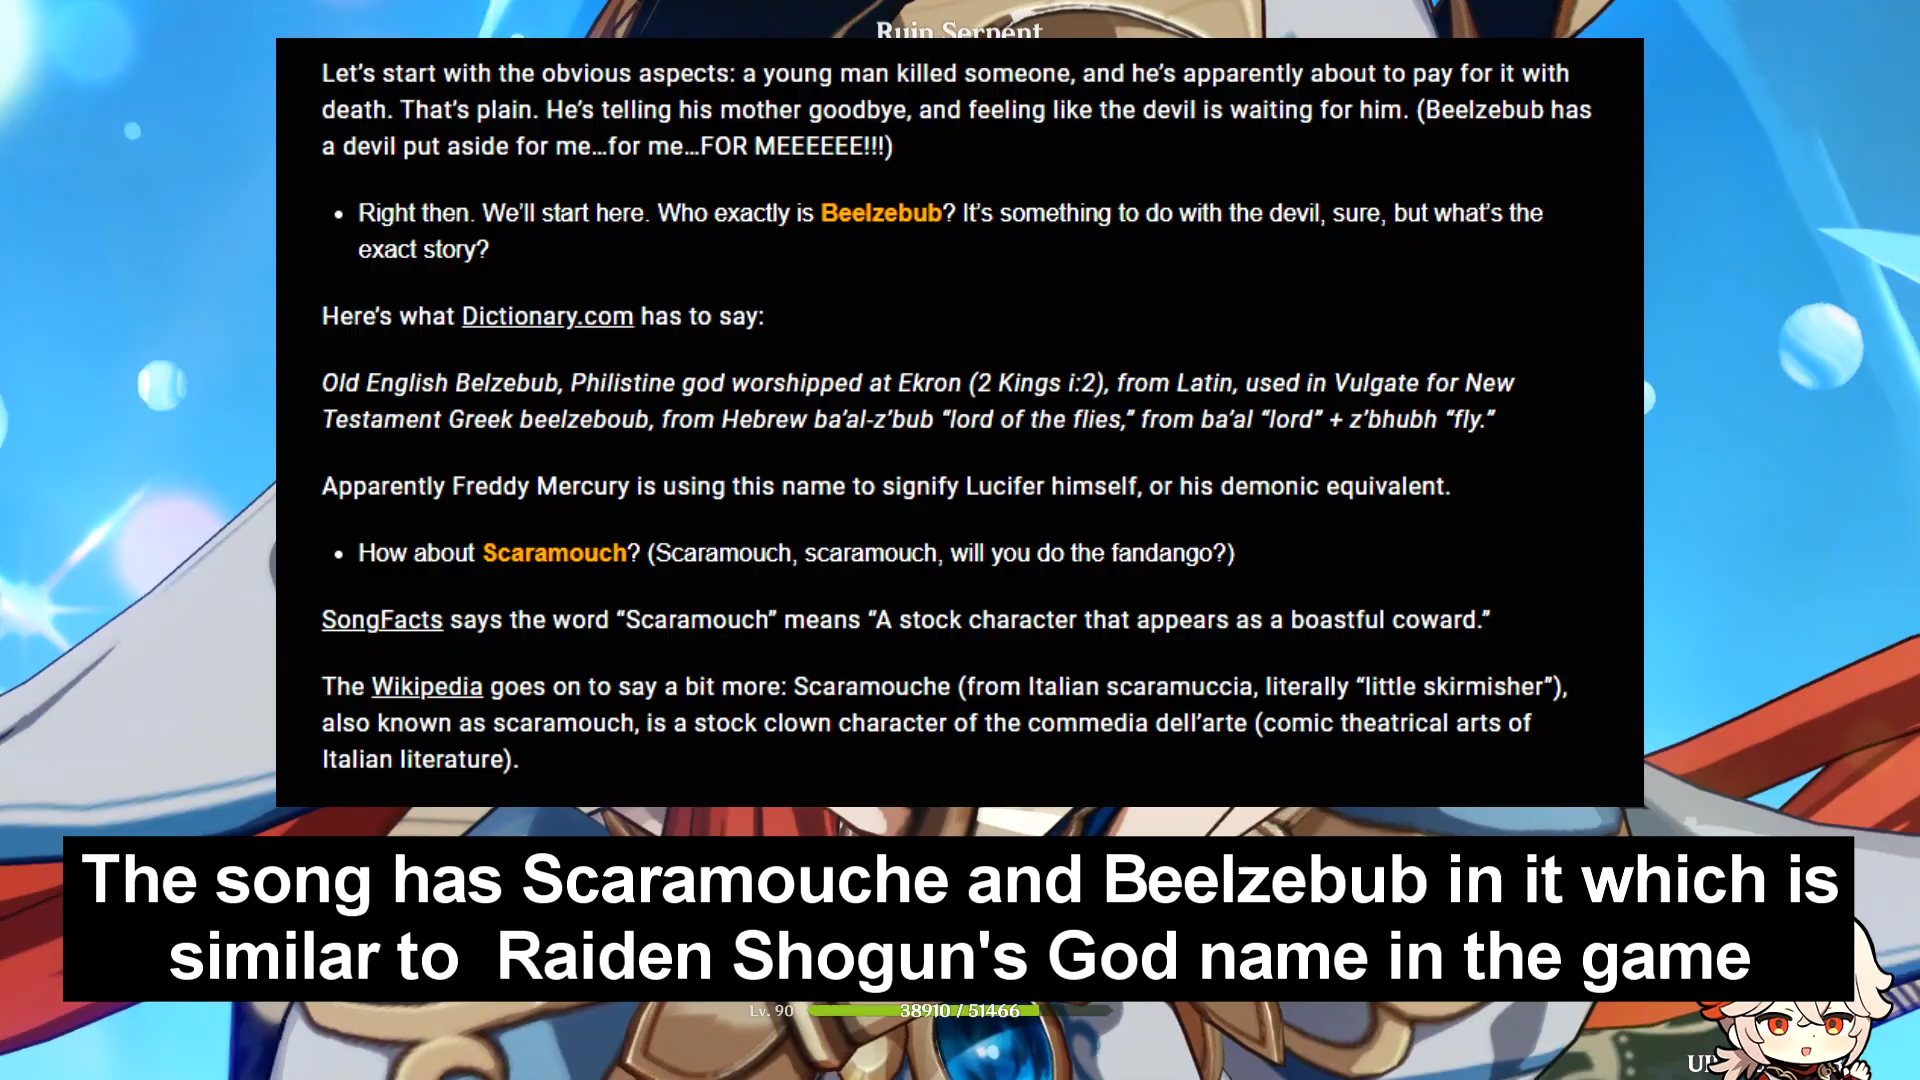 Ruin Serpent
Let’s start with the obvious aspects: a young man killed someone, and he’s apparently about to pay for it with
death. That’s plain. He’s telling his mother goodbye, and feeling like the devil is waiting for him. (Beelzebub has
a devil put aside for me…for me…FOR MEEEEEE!!!)
• Right then. We’ll start here. Who exactly is Beelzebub? It’s something to do with the devil, sure, but what’s the
exact story?
Here’s what Dictionary.com has to say:
Old English Belzebub, Philistine god worshipped at Ekron (2 Kings i:2), from Latin, used in Vulgate for New
Testament Greek beelzeboub, from Hebrew ba’al-z’bub “lord of the flies,” from ba’al “lord” + z’bhubh “fly.”
Apparently Freddy Mercury is using this name to signify Lucifer himself, or his demonic equivalent.
• How about Scaramouch? (Scaramouch, scaramouch, will you do the fandango?)
SongFacts says the word “Scaramouch” means “A stock character that appears as a boastful coward.”
The Wikipedia goes on to say a bit more: Scaramouche (from Italian scaramuccia, literally “little skirmisher”),
also known as scaramouch, is a stock clown character of the commedia dell’arte (comic theatrical arts of
Italian literature).
The song has Scaramouche and Beelzebub in it which is
similar to  Raiden Shogun's God name in the game
Lv. 90
38910 / 51466